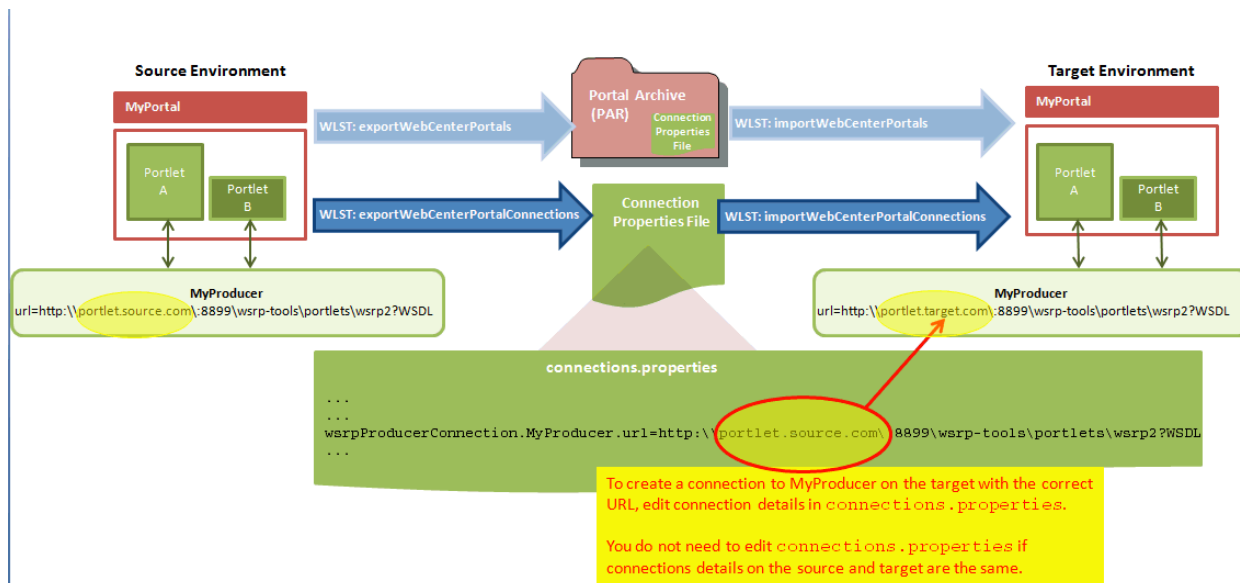 Source Environment
MyPortal
Portlet
A
Portlet
B
WLST: exportWebCenterPortals
Portal Archive
(PAR)
Connection
Properties
File
WLST: importWebCenterPortals
Target Environment
MyPortal
Portlet
A
Portlet
B
WLST: exportWebCenterPortalConnections
Connection
Properties File
WLST: importWebCenterPortalConnections
MyProducer
url=http:\\portlet.source.com\:8899\wsrp-tools\portlets\wsrp2?WSDL
MyProducer
url=http:\\portlet.target.com\:8899\wsrp-tools\portlets\wsrp2?WSDL
connections.properties
...
...
wsrpProducerConnection.MyProducer.url=http:\\portlet.source.com\:8899\wsrp-tools\portlets\wsrp2?WSDL
...
To create a connection to MyProducer on the target with the correct
URL, edit connection details in connections.properties.
You do not need to edit connections.properties if
connections details on the source and target are the same.